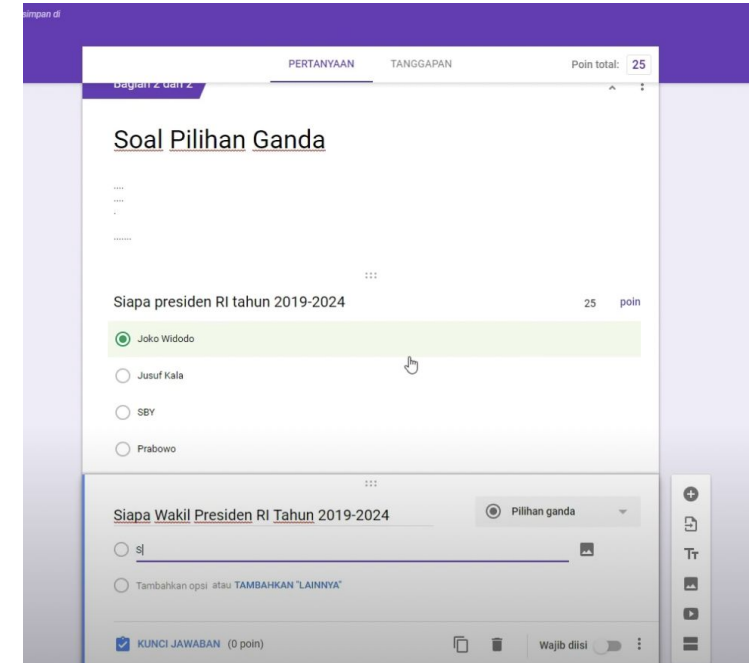 simpan di
PERTANYAAN TANGGAPAN Poin total: 25
Bagian 2 dari 2
Soal Pilihan Ganda
....
....
.
.......
Siapa presiden RI tahun 2019-2024 25 poin
Joko Widodo
Jusuf Kala
SBY
Prabowo
Siapa Wakil Presiden RI Tahun 2019-2024 Pilihan ganda
s
Tambahkan opsi atau TAMBAHKAN "LAINNYA"
KUNCI JAWABAN (0 poin) Wajib diisi